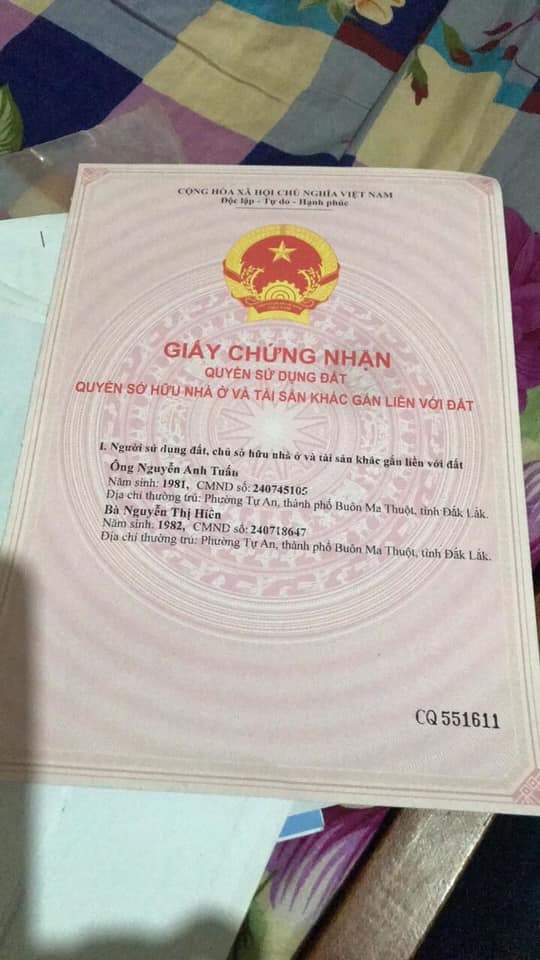 CỘNG HÒA XÃ HỘI CHỦ NGHĨA VIỆT NAM
Độc lập - Tự do - Hạnh phúc
GIẤY CHỨNG NHẬN
QUYỀN SỬ DỤNG ĐẤT
QUYỀN SỞ HỮU NHÀ Ở VÀ TÀI SẢN KHÁC GẮN LIỀN VỚI ĐẤT
I. Người sử dụng đất, chủ sở hữu nhà ở và tài sản khác gắn liền với đất
Ông Nguyễn Anh Tuấn
Năm sinh: 1981, CMND số: 240745105
Địa chỉ thường trú: Phường Tự An, thành phố Buôn Ma Thuột, tỉnh Đắk Lắk.
Bà Nguyễn Thị Hiên
Năm sinh: 1982, CMND số: 240718647
Địa chỉ thường trú: Phường Tự An, thành phố Buôn Ma Thuột, tỉnh Đắk Lắk.
CQ 551611